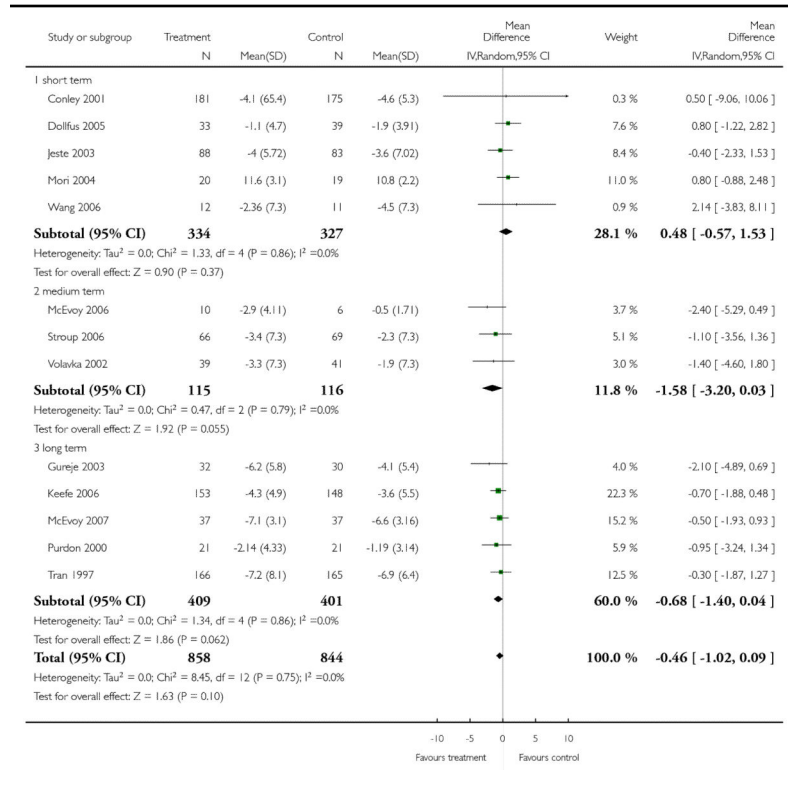 Study or subgroup Treatment Control Mean Difference Weight Mean Difference
N Mean(SD) N Mean(SD) IV,Random,95% CI IV,Random,95% CI
1 short term
Conley 2001 181 -4.1 (65.4) 175 -4.6 (5.3) 0.3 % 0.50 [ -9.06, 10.06 ]
Dollfus 2005 33 -1.1 (4.7) 39 -1.9 (3.91) 7.6 % 0.80 [ -1.22, 2.82 ]
Jeste 2003 88 -4 (5.72) 83 -3.6 (7.02) 8.4 % -0.40 [ -2.33, 1.53 ]
Mori 2004 20 11.6 (3.1) 19 10.8 (2.2) 11.0 % 0.80 [ -0.88, 2.48 ]
Wang 2006 12 -2.36 (7.3) 11 -4.5 (7.3) 0.9 % 2.14 [ -3.83, 8.11 ]
Subtotal (95% CI) 334 327 28.1 % 0.48 [ -0.57, 1.53 ]
Heterogeneity: Tau² = 0.0; Chi² = 1.33, df = 4 (P = 0.86); I² =0.0%
Test for overall effect: Z = 0.90 (P = 0.37)
2 medium term
McEvoy 2006 10 -2.9 (4.11) 6 -0.5 (1.71) 3.7 % -2.40 [ -5.29, 0.49 ]
Stroup 2006 66 -3.4 (7.3) 69 -2.3 (7.3) 5.1 % -1.10 [ -3.56, 1.36 ]
Volavka 2002 39 -3.3 (7.3) 41 -1.9 (7.3) 3.0 % -1.40 [ -4.60, 1.80 ]
Subtotal (95% CI) 115 116 11.8 % -1.58 [ -3.20, 0.03 ]
Heterogeneity: Tau² = 0.0; Chi² = 0.47, df = 2 (P = 0.79); I² =0.0%
Test for overall effect: Z = 1.92 (P = 0.055)
3 long term
Gureje 2003 32 -6.2 (5.8) 30 -4.1 (5.4) 4.0 % -2.10 [ -4.89, 0.69 ]
Keefe 2006 153 -4.3 (4.9) 148 -3.6 (5.5) 22.3 % -0.70 [ -1.88, 0.48 ]
McEvoy 2007 37 -7.1 (3.1) 37 -6.6 (3.16) 15.2 % -0.50 [ -1.93, 0.93 ]
Purdon 2000 21 -2.14 (4.33) 21 -1.19 (3.14) 5.9 % -0.95 [ -3.24, 1.34 ]
Tran 1997 166 -7.2 (8.1) 165 -6.9 (6.4) 12.5 % -0.30 [ -1.87, 1.27 ]
Subtotal (95% CI) 409 401 60.0 % -0.68 [ -1.40, 0.04 ]
Heterogeneity: Tau² = 0.0; Chi² = 1.34, df = 4 (P = 0.86); I² =0.0%
Test for overall effect: Z = 1.86 (P = 0.062)
Total (95% CI) 858 844 100.0 % -0.46 [ -1.02, 0.09 ]
Heterogeneity: Tau² = 0.0; Chi² = 8.45, df = 12 (P = 0.75); I² =0.0%
Test for overall effect: Z = 1.63 (P = 0.10)
-10 -5 0 5 10
Favours treatment Favours control